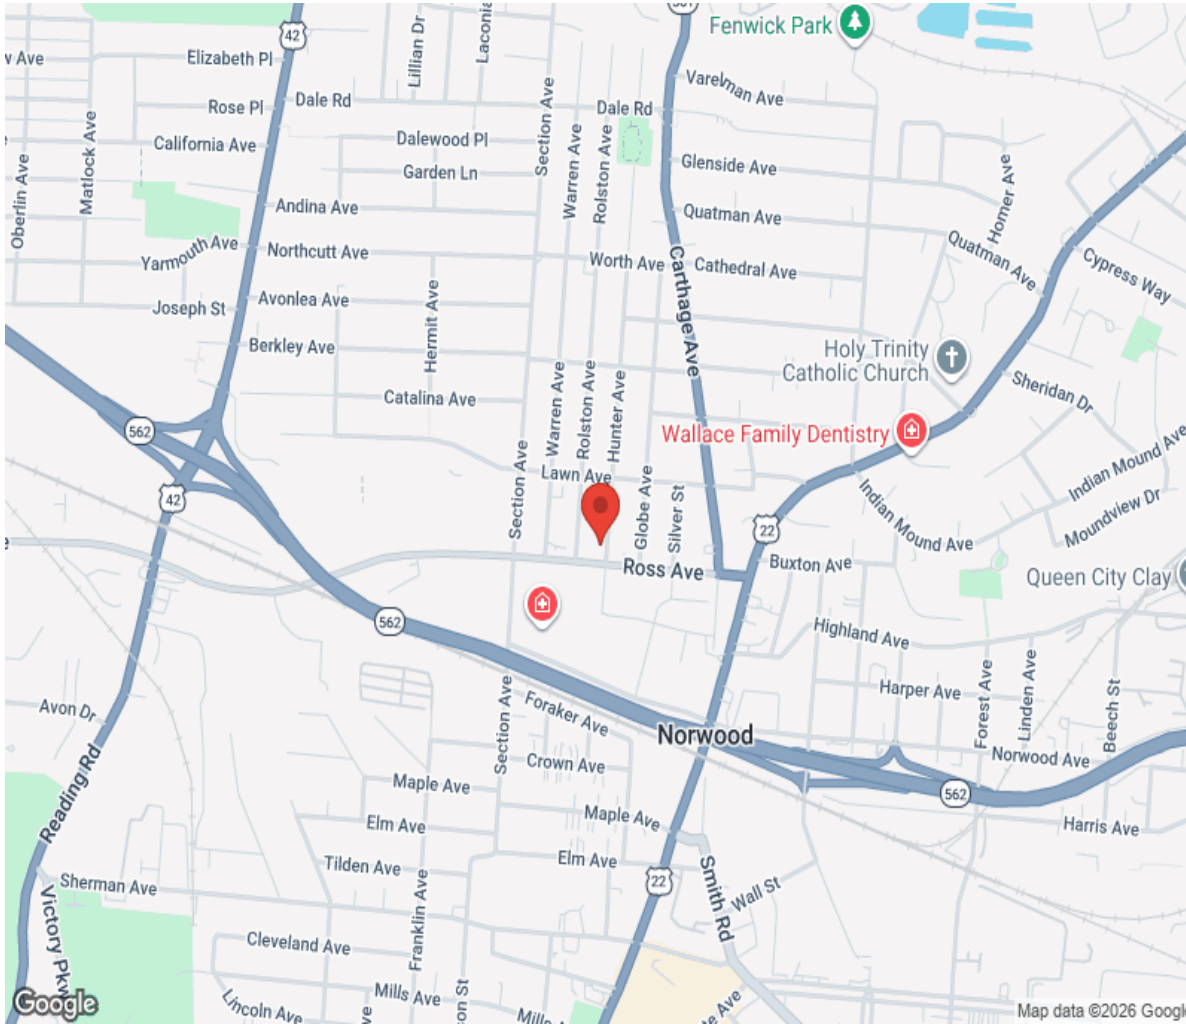 42
Lillian Dr
Laconia
561
Fenwick Park
w Ave
Elizabeth Pl
Varelman Ave
Rose Pl
Dale Rd
Dale Rd
Matlock Ave
California Ave
Dalewood Pl
Section Ave
Warren Ave
Rolston Ave
Glenside Ave
Garden Ln
Homer Ave
Oberlin Ave
Andina Ave
Quatman Ave
Yarmouth Ave
Northcutt Ave
Worth Ave
Cathedral Ave
Quatman Ave
Cypress Way
Carthage Ave
Joseph St
Avonlea Ave
Hermit Ave
Berkley Ave
Holy Trinity
Catholic Church
Catalina Ave
Warren Ave
Rolston Ave
Hunter Ave
Sheridan Dr
562
Wallace Family Dentistry
Indian Mound Ave
Lawn Ave
Section Ave
Globe Ave
Silver St
42
22
Indian Mound Ave
Moundview Dr
e
Ross Ave
Buxton Ave
Queen City Clay
562
Highland Ave
Section Ave
Foraker Ave
Harper Ave
Forest Ave
Linden Ave
Beech St
Avon Dr
Norwood
Norwood Ave
Reading Rd
Crown Ave
Maple Ave
562
Maple Ave
Elm Ave
Harris Ave
Elm Ave
Tilden Ave
22
Smith Rd
Wall St
Sherman Ave
Victory Pkwy
Franklin Ave
Cleveland Ave
Lincoln Ave
Mills Ave
son St
Mills
te Ave
Google
Map data ©2026 Google